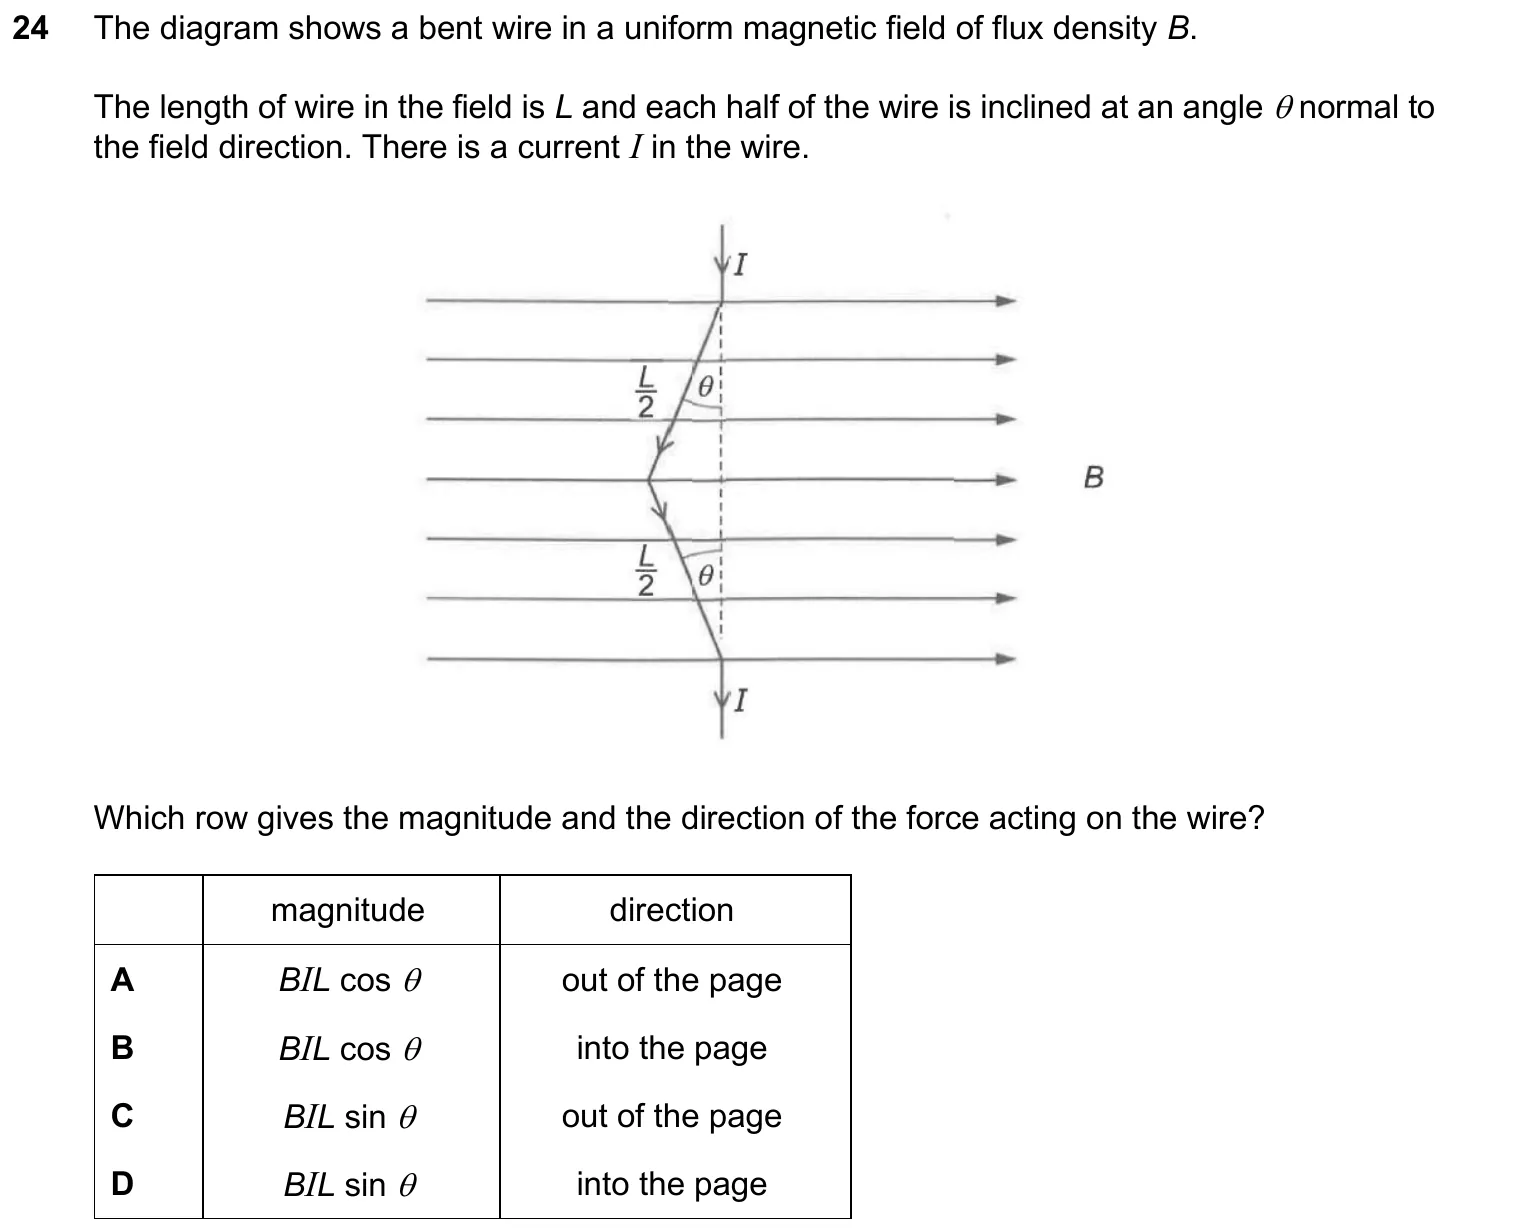 24 The diagram shows a bent wire in a uniform magnetic field of flux density B.
The length of wire in the field is L and each half of the wire is inclined at an angle θ normal to
the field direction. There is a current I in the wire.
I
L
2
θ
B
L
2
θ
I
Which row gives the magnitude and the direction of the force acting on the wire?
magnitude direction
A BIL cos θ out of the page
B BIL cos θ into the page
C BIL sin θ out of the page
D BIL sin θ into the page